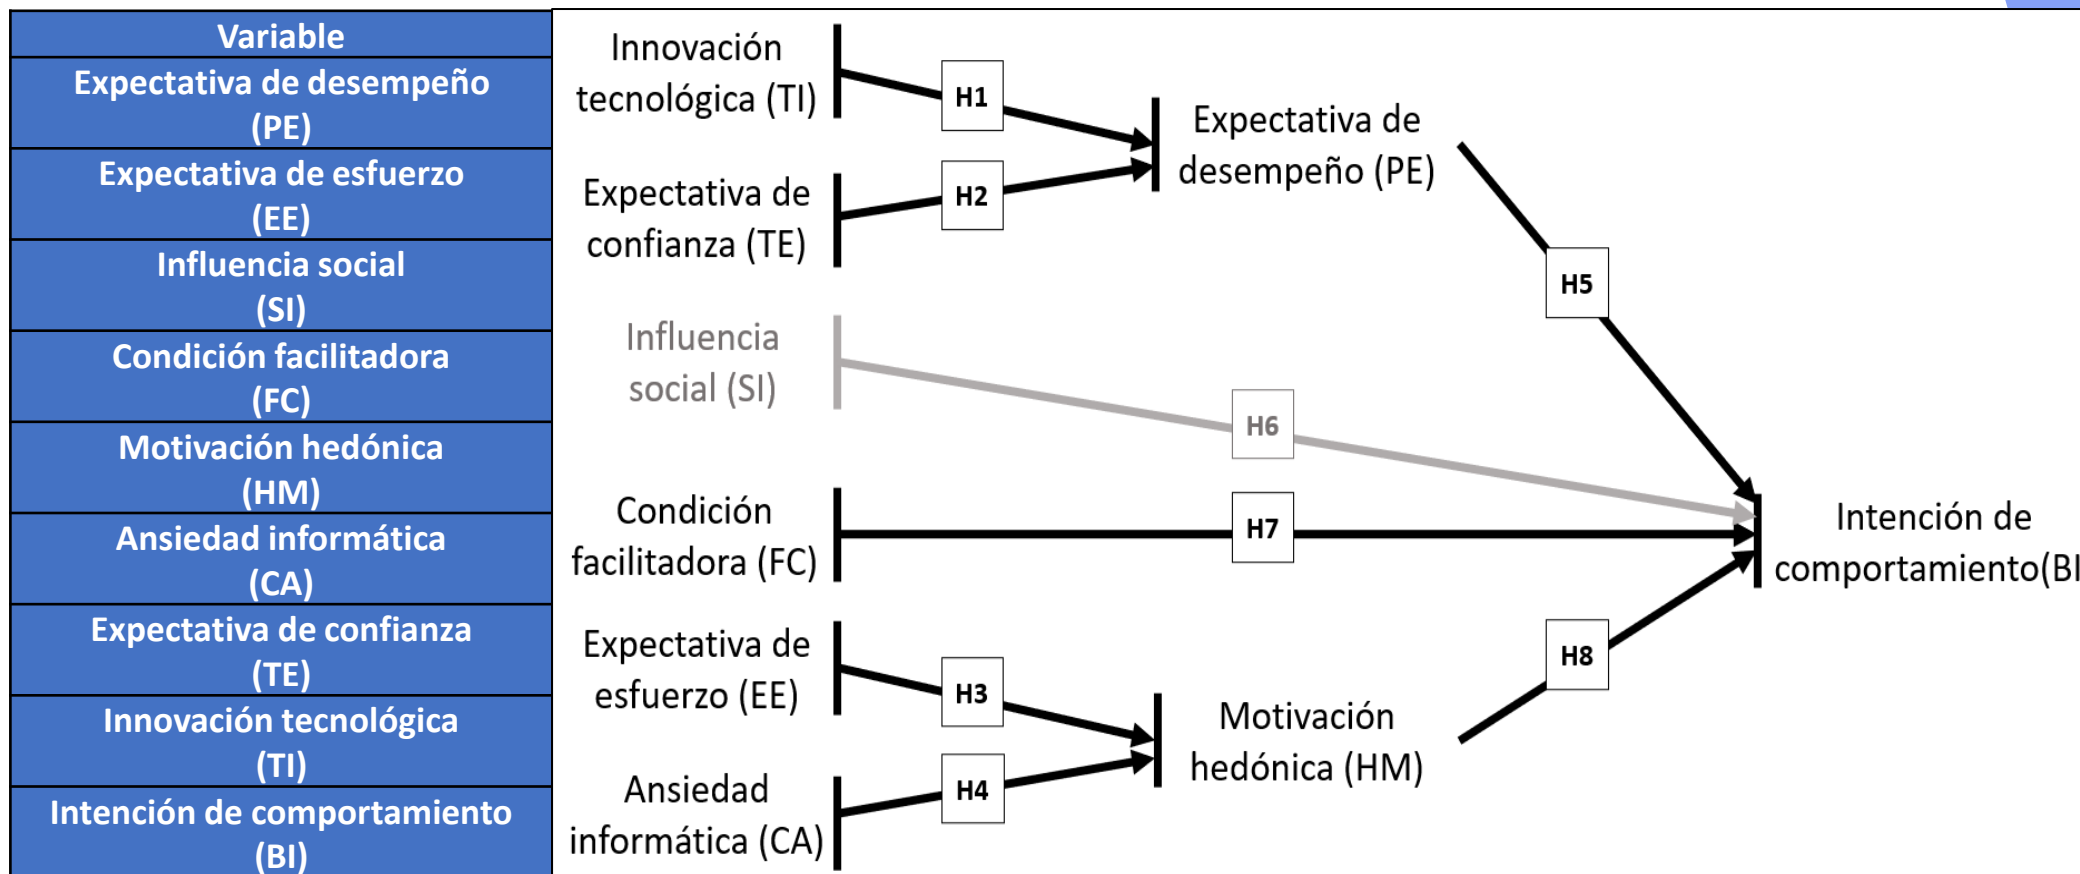 Variable
Expectativa de desempeño
(PE)
Expectativa de esfuerzo
(EE)
Influencia social
(SI)
Condición facilitadora
(FC)
Motivación hedónica
(HM)
Ansiedad informática
(CA)
Expectativa de confianza
(TE)
Innovación tecnológica
(TI)
Intención de comportamiento
(BI)
Innovación
tecnológica (TI)
H1
Expectativa de
desempeño (PE)
Expectativa de
confianza (TE)
H2
H5
Influencia
social (SI)
H6
Condición
facilitadora (FC)
H7
Intención de
comportamiento(BI
Expectativa de
esfuerzo (EE)
H3
H8
Motivación
hedónica (HM)
Ansiedad
informática (CA)
H4